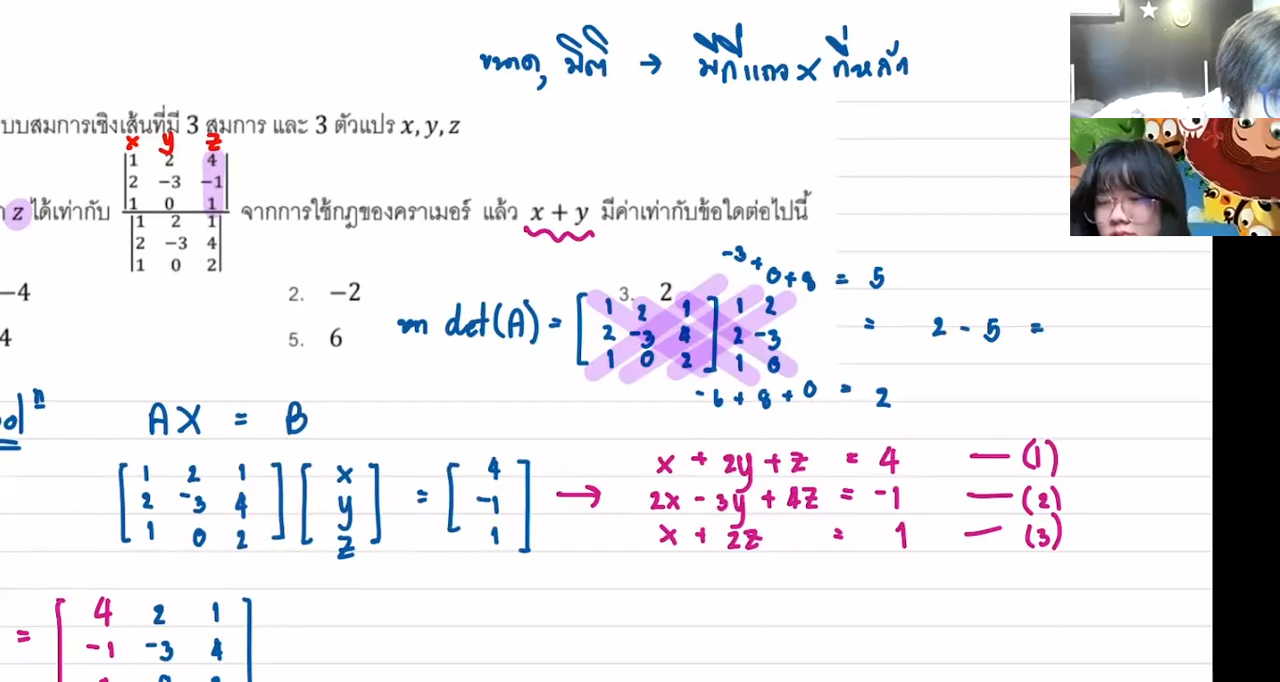 ขนาด, มิติ → มีกี่แถว x กี่หลัก
บบสมการเชิงเส้นที่มี 3 สมการ และ 3 ตัวแปร x, y, z
x y z
1 2 4
2 −3 −1
1 0 1
z ได้เท่ากับ จากการใช้กฎของคราเมอร์ แล้ว x + y มีค่าเท่ากับข้อใดต่อไปนี้
1 2 1
2 −3 4
1 0 2
-3 + 0 + 8 = 5
−4 2. −2 3. 2
4 5. 6
หา det(A) =
1 2 1 1 2
2 -3 4 2 -3
1 0 2 1 0
= 2 - 5 =
-6 + 8 + 0 = 2
sol ⁿ
AX = B
1 2 1 x 4
2 -3 4 y = -1
1 0 2 z 1
→ x + 2y + z = 4 — (1)
2x - 3y + 4z = -1 — (2)
x + 2z = 1 — (3)
4 2 1
= -1 -3 4